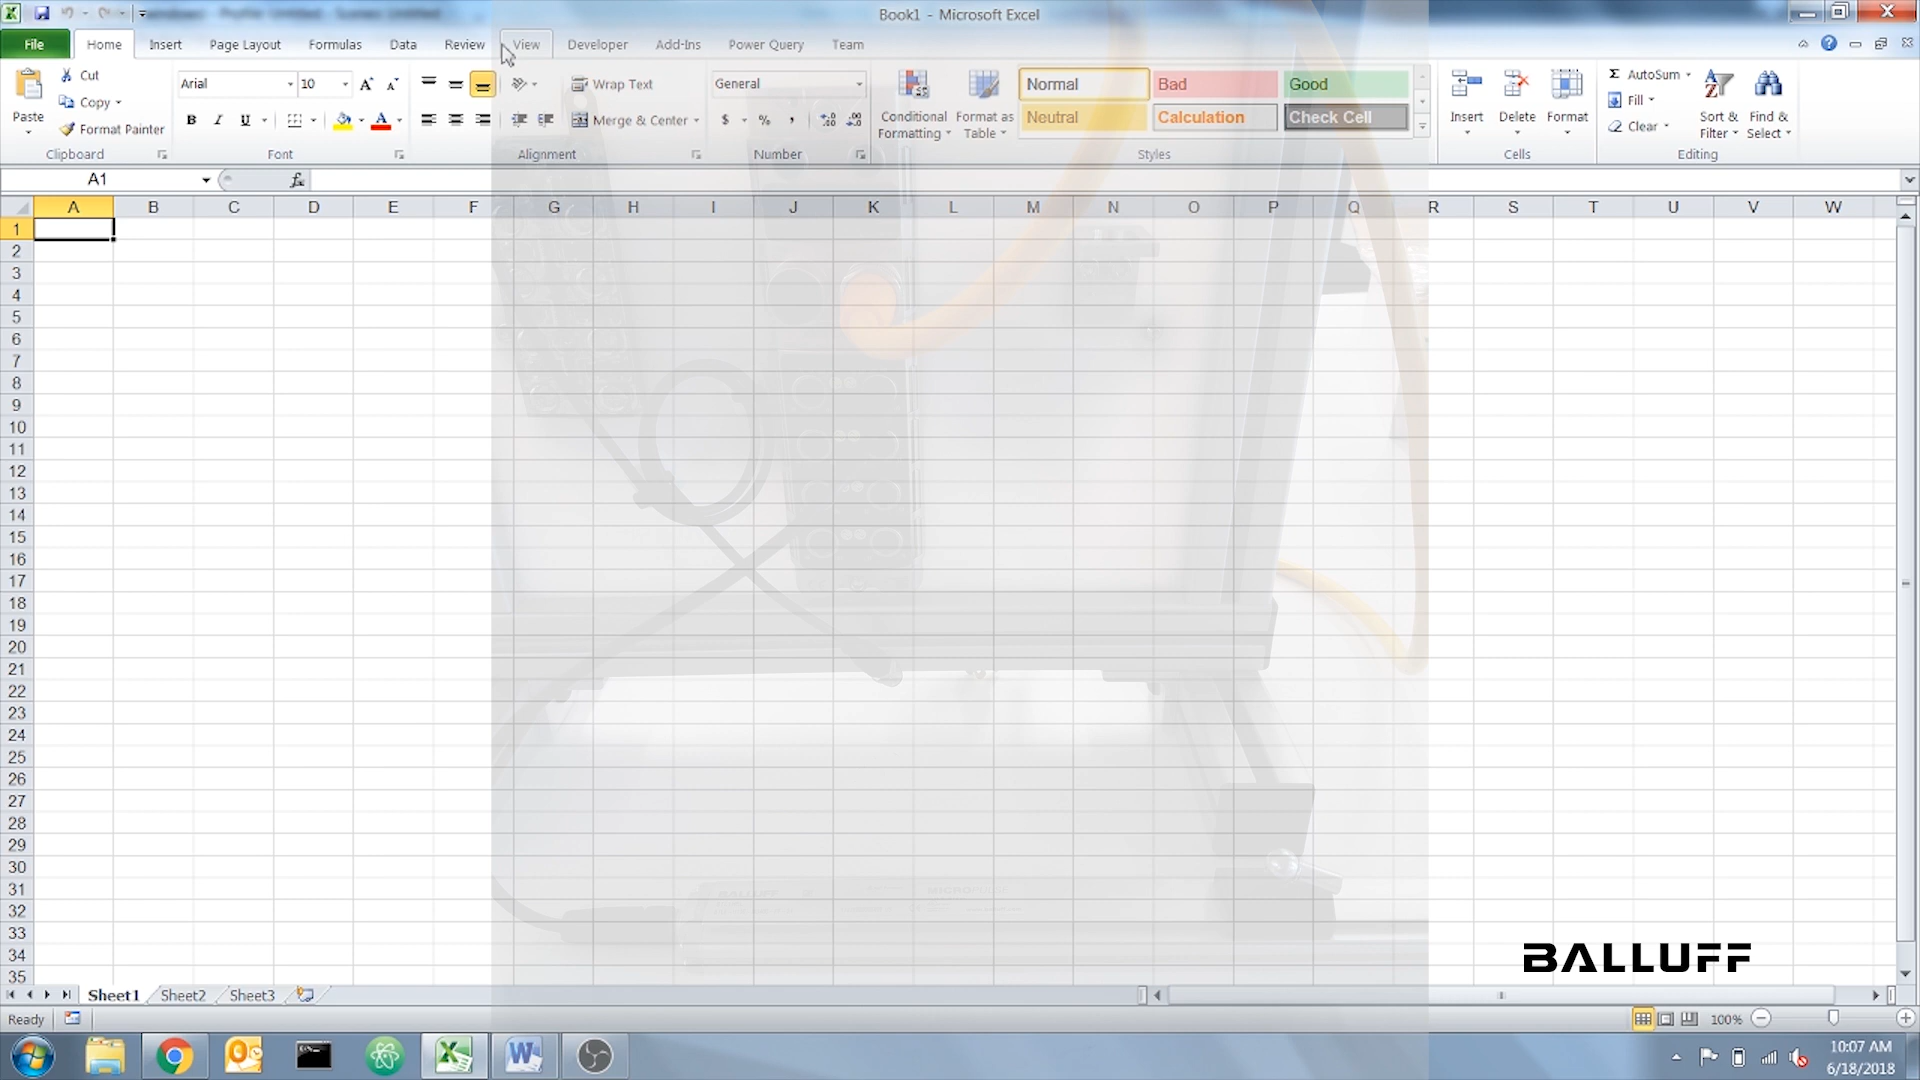 Book1 - Microsoft Excel
File Home Insert Page Layout Formulas Data Review View Developer Add-Ins Power Query Team
Paste
Cut
Copy
Format Painter
Clipboard
Arial 10
B I U
Font
Wrap Text
Merge & Center
Alignment
General
$ % ,
Number
Conditional Formatting
Format as Table
Normal Bad Good
Neutral Calculation Check Cell
Styles
Insert Delete Format
Cells
AutoSum
Fill
Clear
Sort & Filter
Find & Select
Editing
A1 fx
A B C D E F G H I J K L M N O P Q R S T U V W
1
2
3
4
5
6
7
8
9
10
11
12
13
14
15
16
17
18
19
20
21
22
23
24
25
26
27
28
29
30
31
32
33
34
35
BALLUFF
BALLUFF
Sheet1 Sheet2 Sheet3
Ready 100%
10:07 AM
6/18/2018